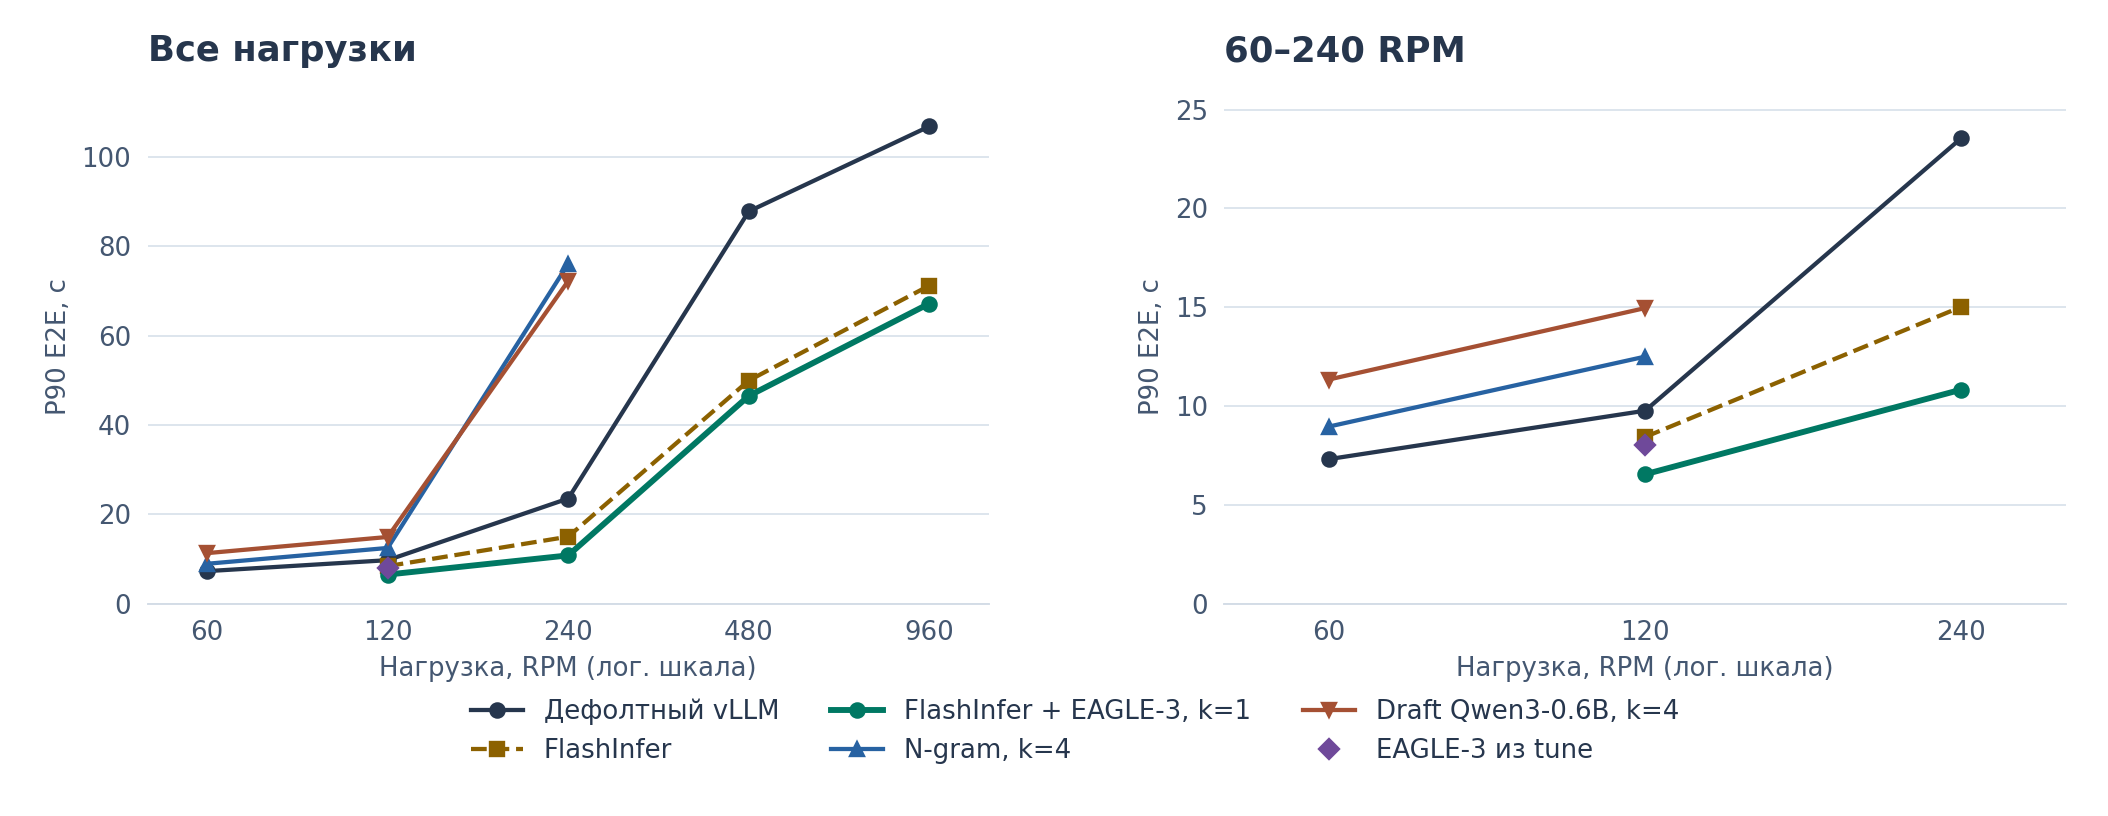 Все нагрузки
60–240 RPM
P90 E2E, с
100
80
60
40
20
0
60 120 240 480 960
Нагрузка, RPM (лог. шкала)
P90 E2E, с
25
20
15
10
5
0
60 120 240
Нагрузка, RPM (лог. шкала)
Дефолтный vLLM
FlashInfer + EAGLE-3, k=1
Draft Qwen3-0.6B, k=4
FlashInfer
N-gram, k=4
EAGLE-3 из tune